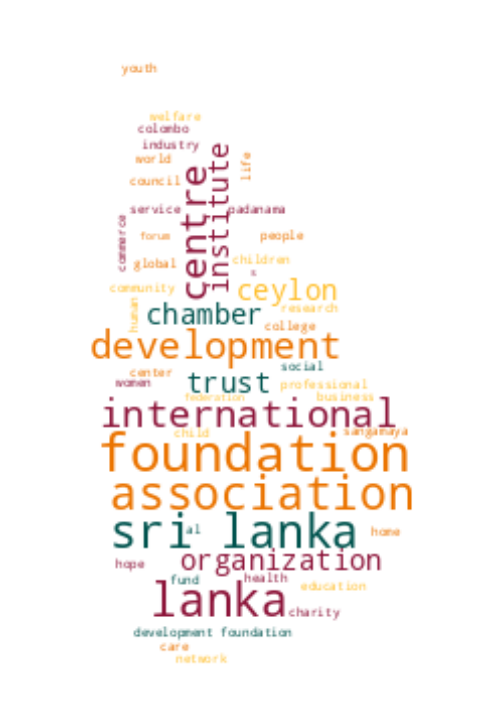 youth
welfare
colombo
industry
world
life
council
centre
institute
service
padanama
commerce
forum
people
global
children
s
community
ceylon
human
research
chamber
college
development
social
center
women
trust
professional
federation
business
international
child
sangamaya
foundation
association
sri lanka
al
home
organization
hope
fund
health
education
lanka
charity
development foundation
care
network